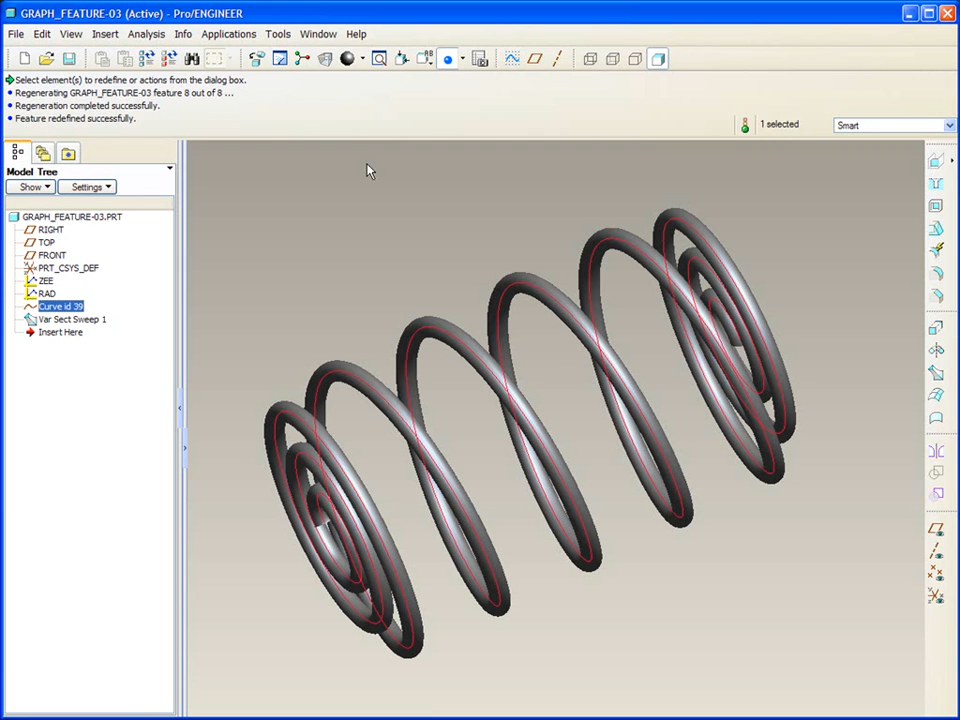 GRAPH_FEATURE-03 (Active) - Pro/ENGINEER
File Edit View Insert Analysis Info Applications Tools Window Help
Select element(s) to redefine or actions from the dialog box.
Regenerating GRAPH_FEATURE-03 feature 8 out of 8 ...
Regeneration completed successfully.
Feature redefined successfully.
1 selected
Smart
Model Tree
Show Settings
GRAPH_FEATURE-03.PRT
RIGHT
TOP
FRONT
PRT_CSYS_DEF
ZEE
RAD
Curve id 39
Var Sect Sweep 1
Insert Here